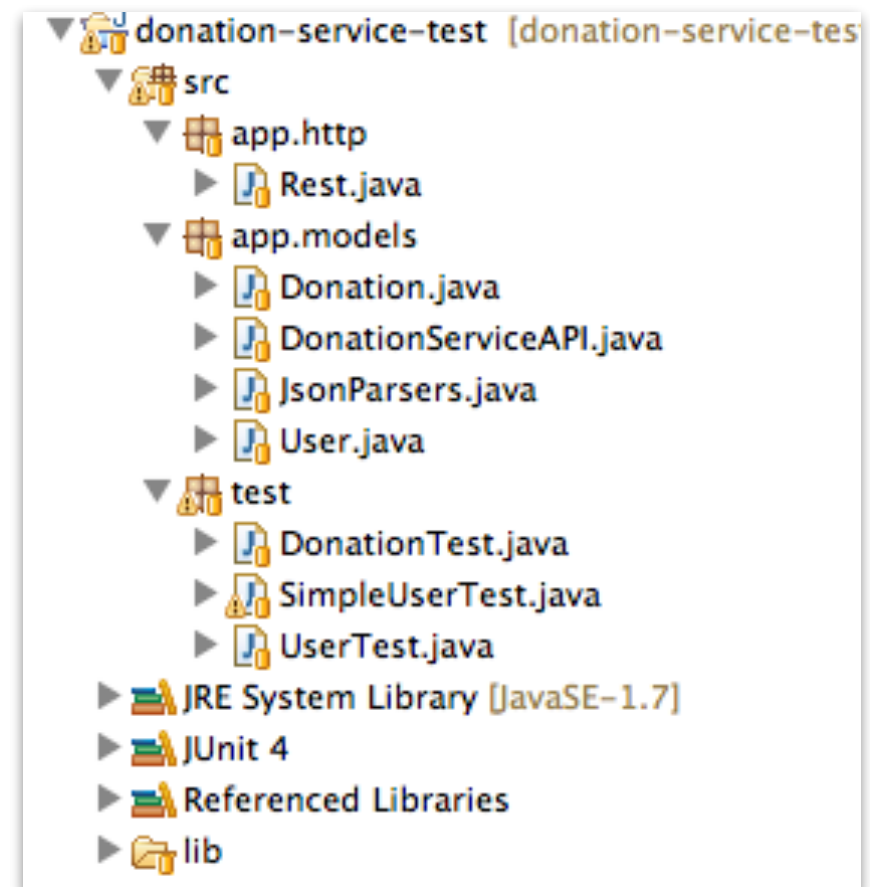 donation-service-test [donation-service-tes
src
app.http
Rest.java
app.models
Donation.java
DonationServiceAPI.java
JsonParsers.java
User.java
test
DonationTest.java
SimpleUserTest.java
UserTest.java
JRE System Library [JavaSE-1.7]
JUnit 4
Referenced Libraries
lib